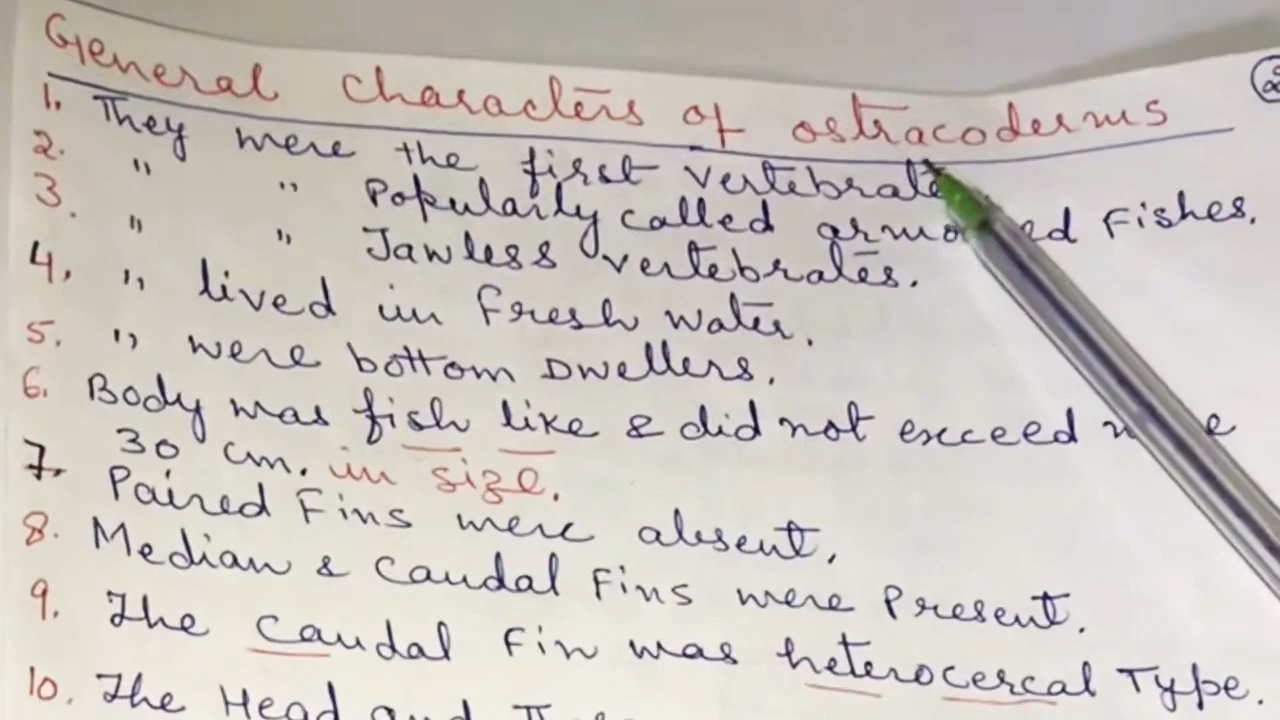 General characters of ostracoderms
2
1. They were the first vertebrate
2. " " Popularly called armored Fishes.
3. " " Jawless vertebrates.
4. " lived in fresh water.
5. " were bottom Dwellers.
6. Body was fish like & did not exceed
30 cm. in size.
7. Paired Fins were absent.
8. Median & Caudal Fins were Present.
9. The Caudal Fin was heterocercal Type.
10. The Head and